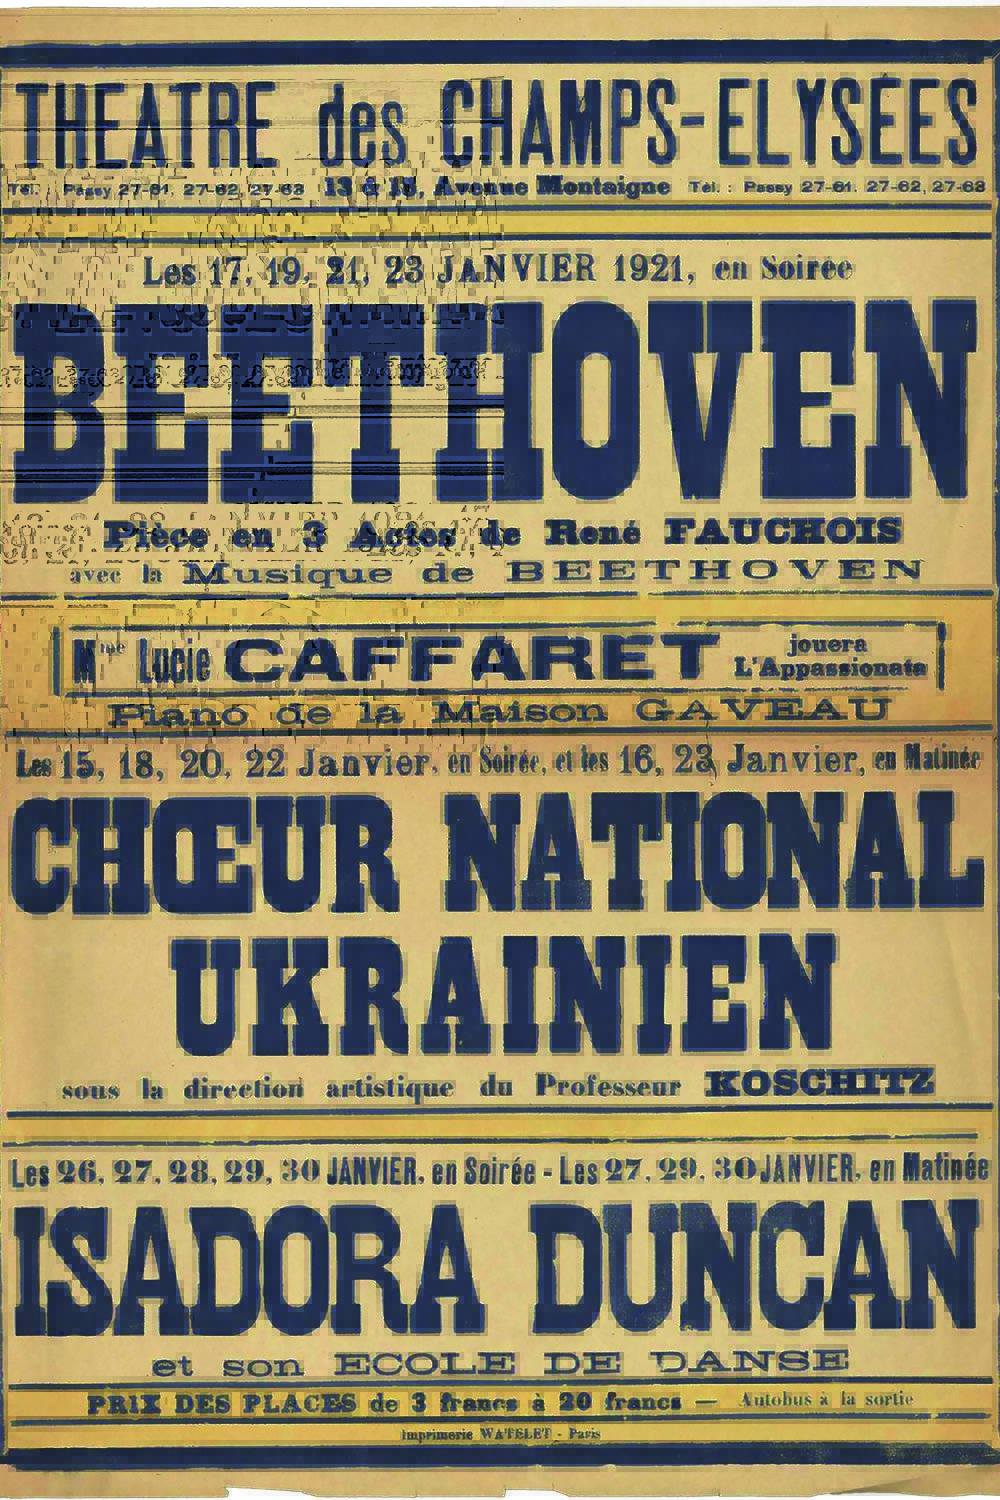 THEATRE des CHAMPS-ELYSÉES
Tél. : Passy 27-61, 27-62, 27-63 13 & 15, Avenue Montaigne Tél. : Passy 27-61, 27-62, 27-63
Les 17, 19, 21, 23 JANVIER 1921, en Soirée
BEETHOVEN
Pièce en 3 Actes de René FAUCHOIS
avec la Musique de BEETHOVEN
Mme Lucie CAFFARET jouera L'Appassionata
Piano de la Maison GAVEAU
Les 15, 18, 20, 22 Janvier, en Soirée, et les 16, 23 Janvier, en Matinée
CHŒUR NATIONAL
UKRAINIEN
sous la direction artistique du Professeur KOSCHITZ
Les 26, 27, 28, 29, 30 JANVIER, en Soirée - Les 27, 29, 30 JANVIER, en Matinée
ISADORA DUNCAN
et son ECOLE DE DANSE
PRIX DES PLACES de 3 francs à 20 francs — Autobus à la sortie
Imprimerie WATELET - Paris